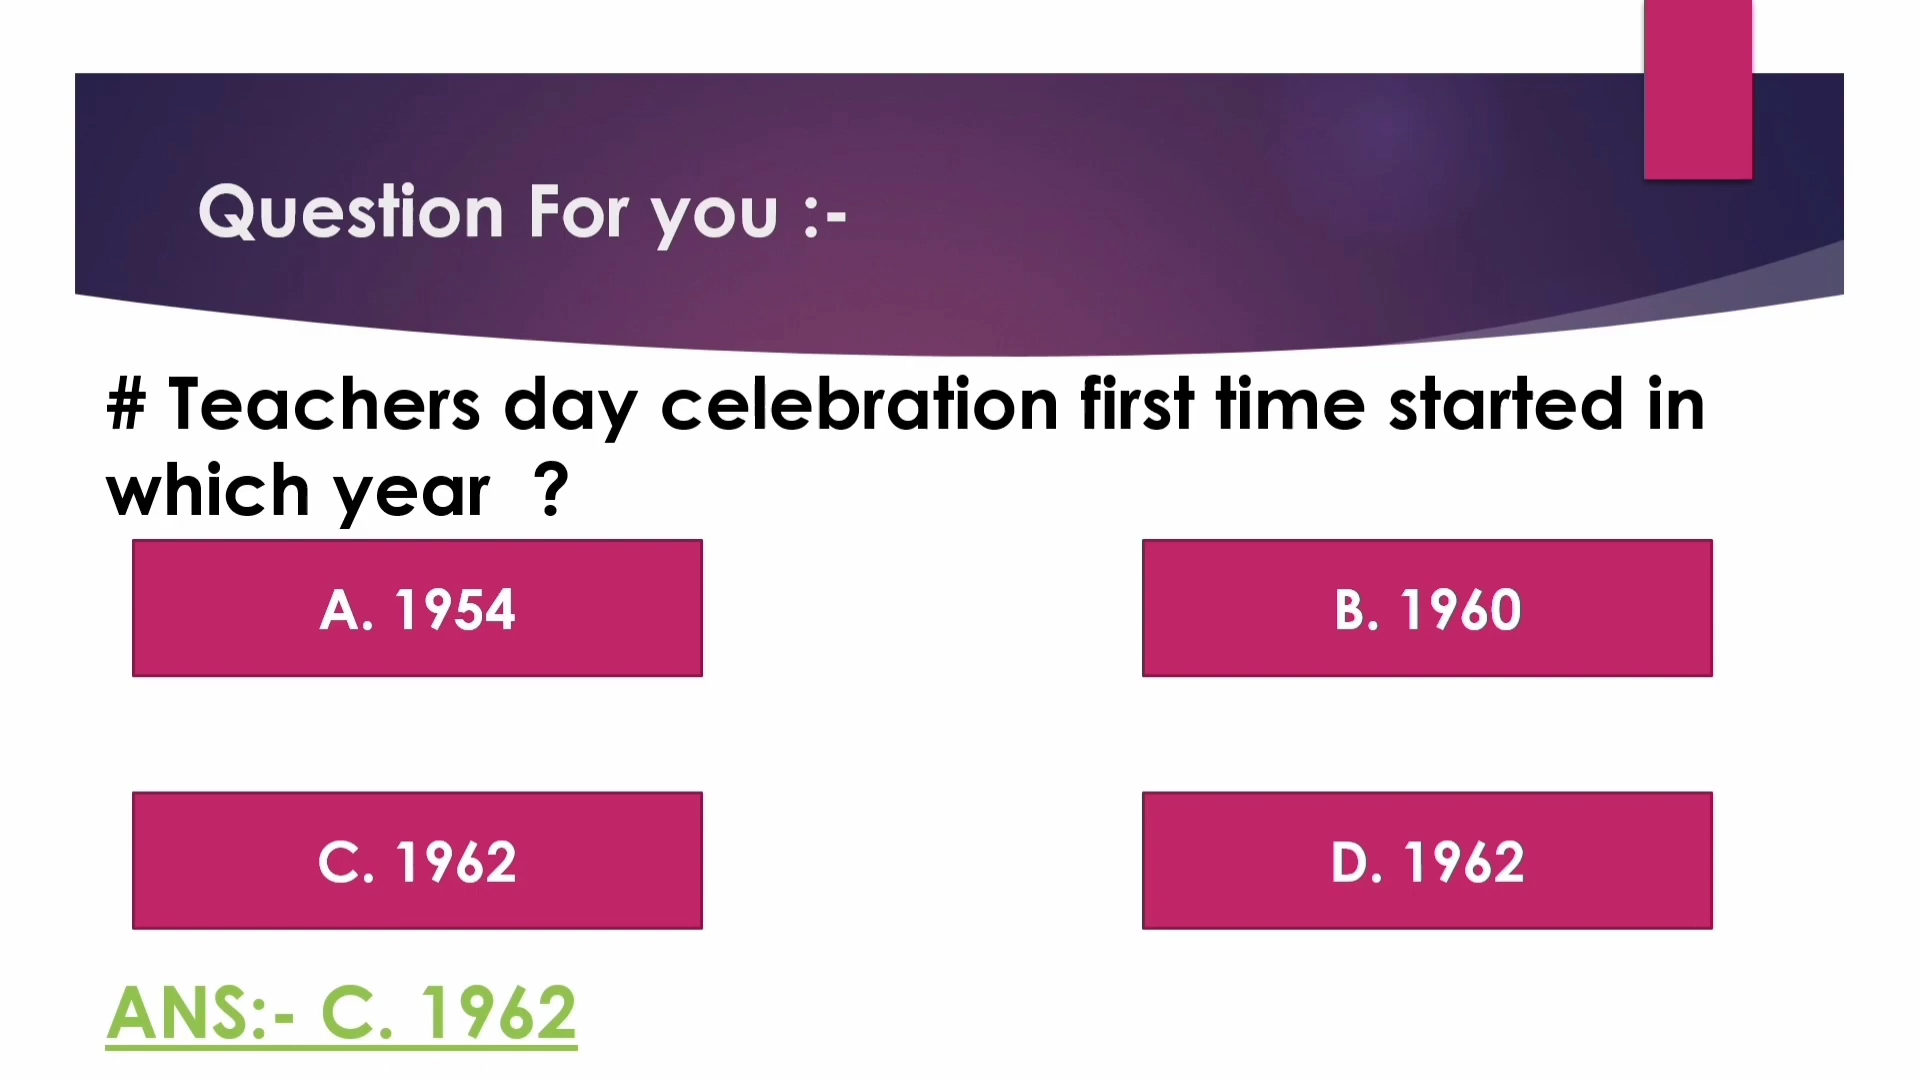 Question For you :-
# Teachers day celebration first time started in
which year  ?
A. 1954
B. 1960
C. 1962
D. 1962
ANS:- C. 1962